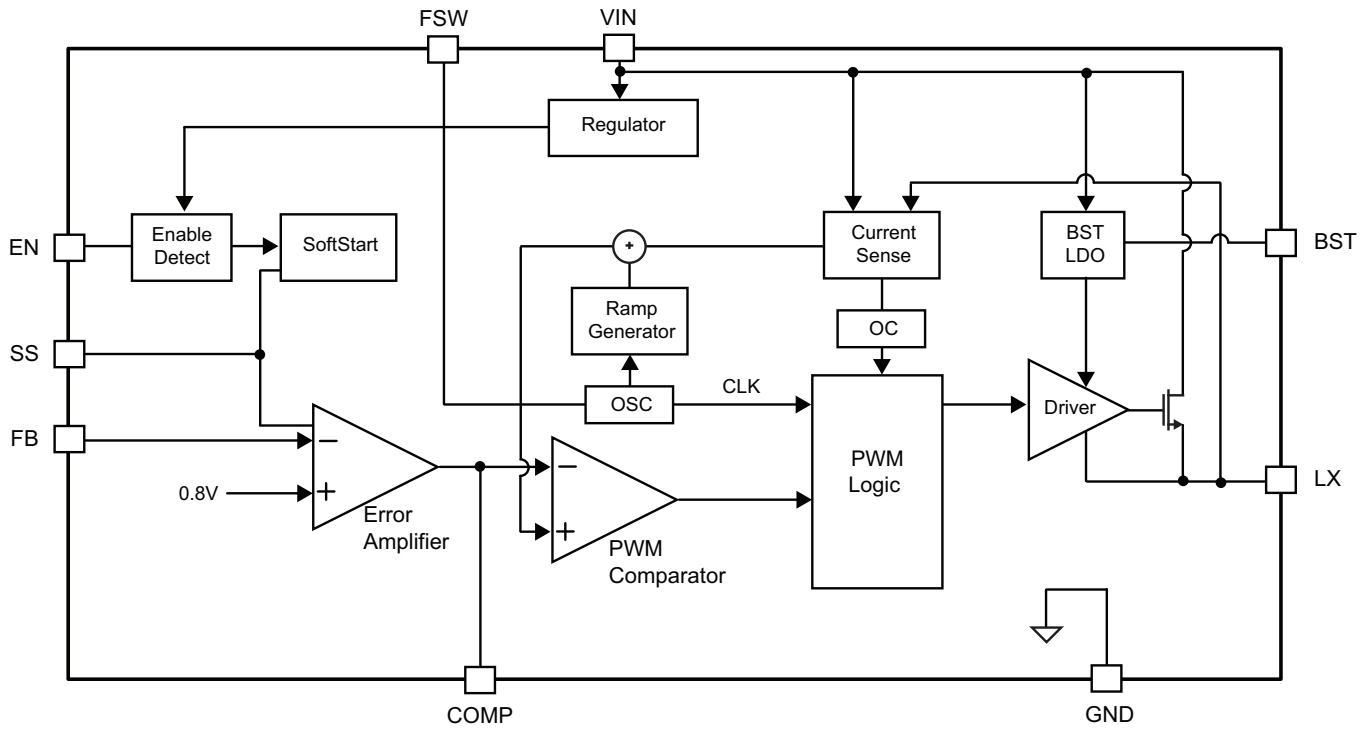 FSW
VIN
Regulator
EN
Enable
Detect
SoftStart
+
Current
Sense
BST
LDO
BST
Ramp
Generator
OC
SS
OSC
CLK
Driver
FB
−
0.8V
+
Error
Amplifier
−
+
PWM
Comparator
PWM
Logic
LX
COMP
GND